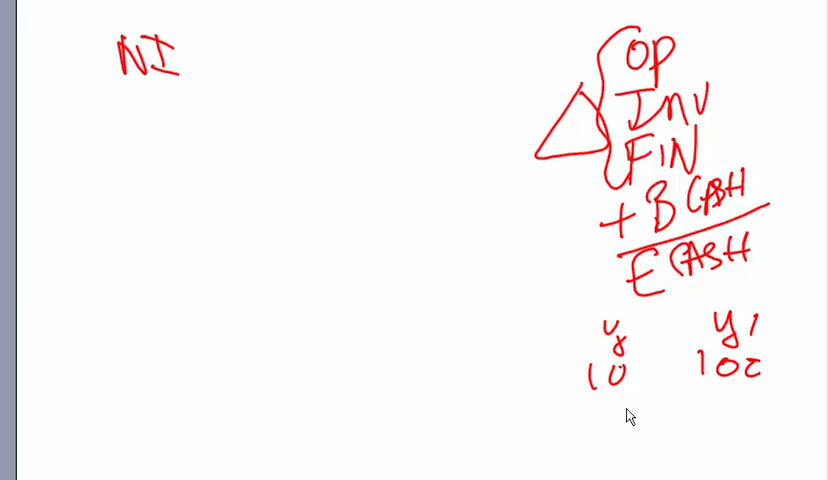 NI
OP
Inv
FIN
+ B CASH
E CASH
y y1
10 100